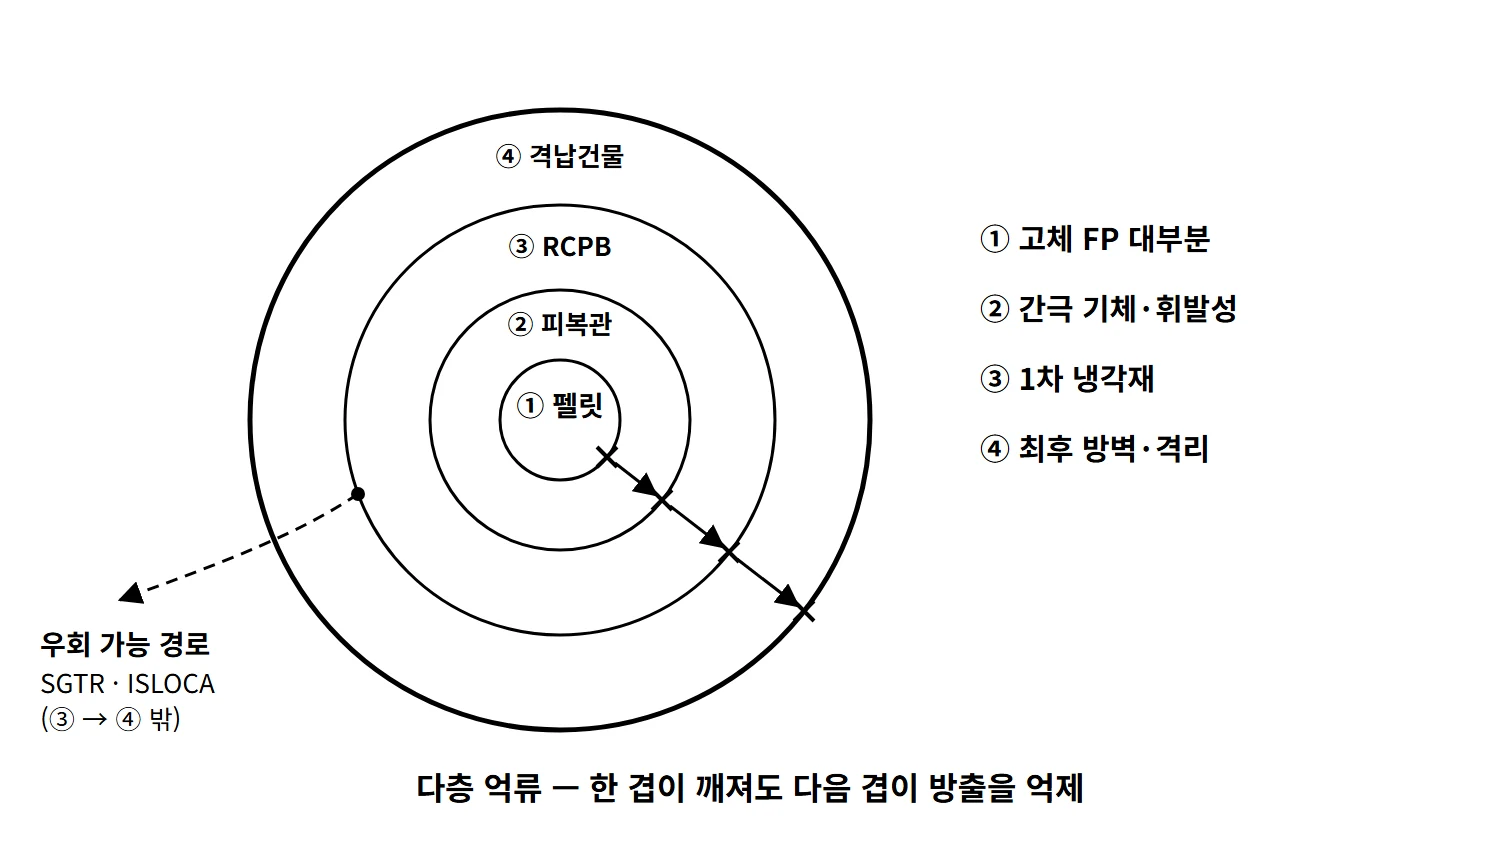 ④ 격납건물
③ RCPB
② 피복관
① 펠릿
① 고체 FP 대부분
② 간극 기체·휘발성
③ 1차 냉각재
④ 최후 방벽·격리
우회 가능 경로
SGTR · ISLOCA
(③ → ④ 밖)
다층 억류 — 한 겹이 깨져도 다음 겹이 방출을 억제